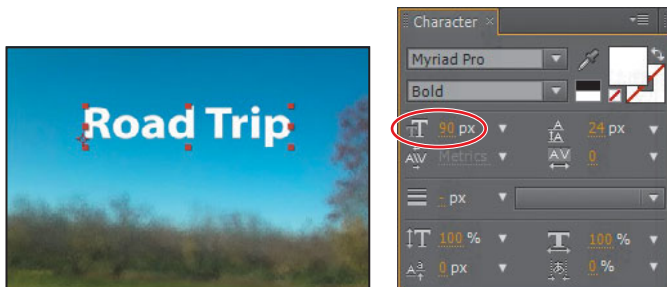 Road Trip
Character
Myriad Pro
Bold
90 px
24 px
Metrics
0
- px
100 %
100 %
0 px
0 %